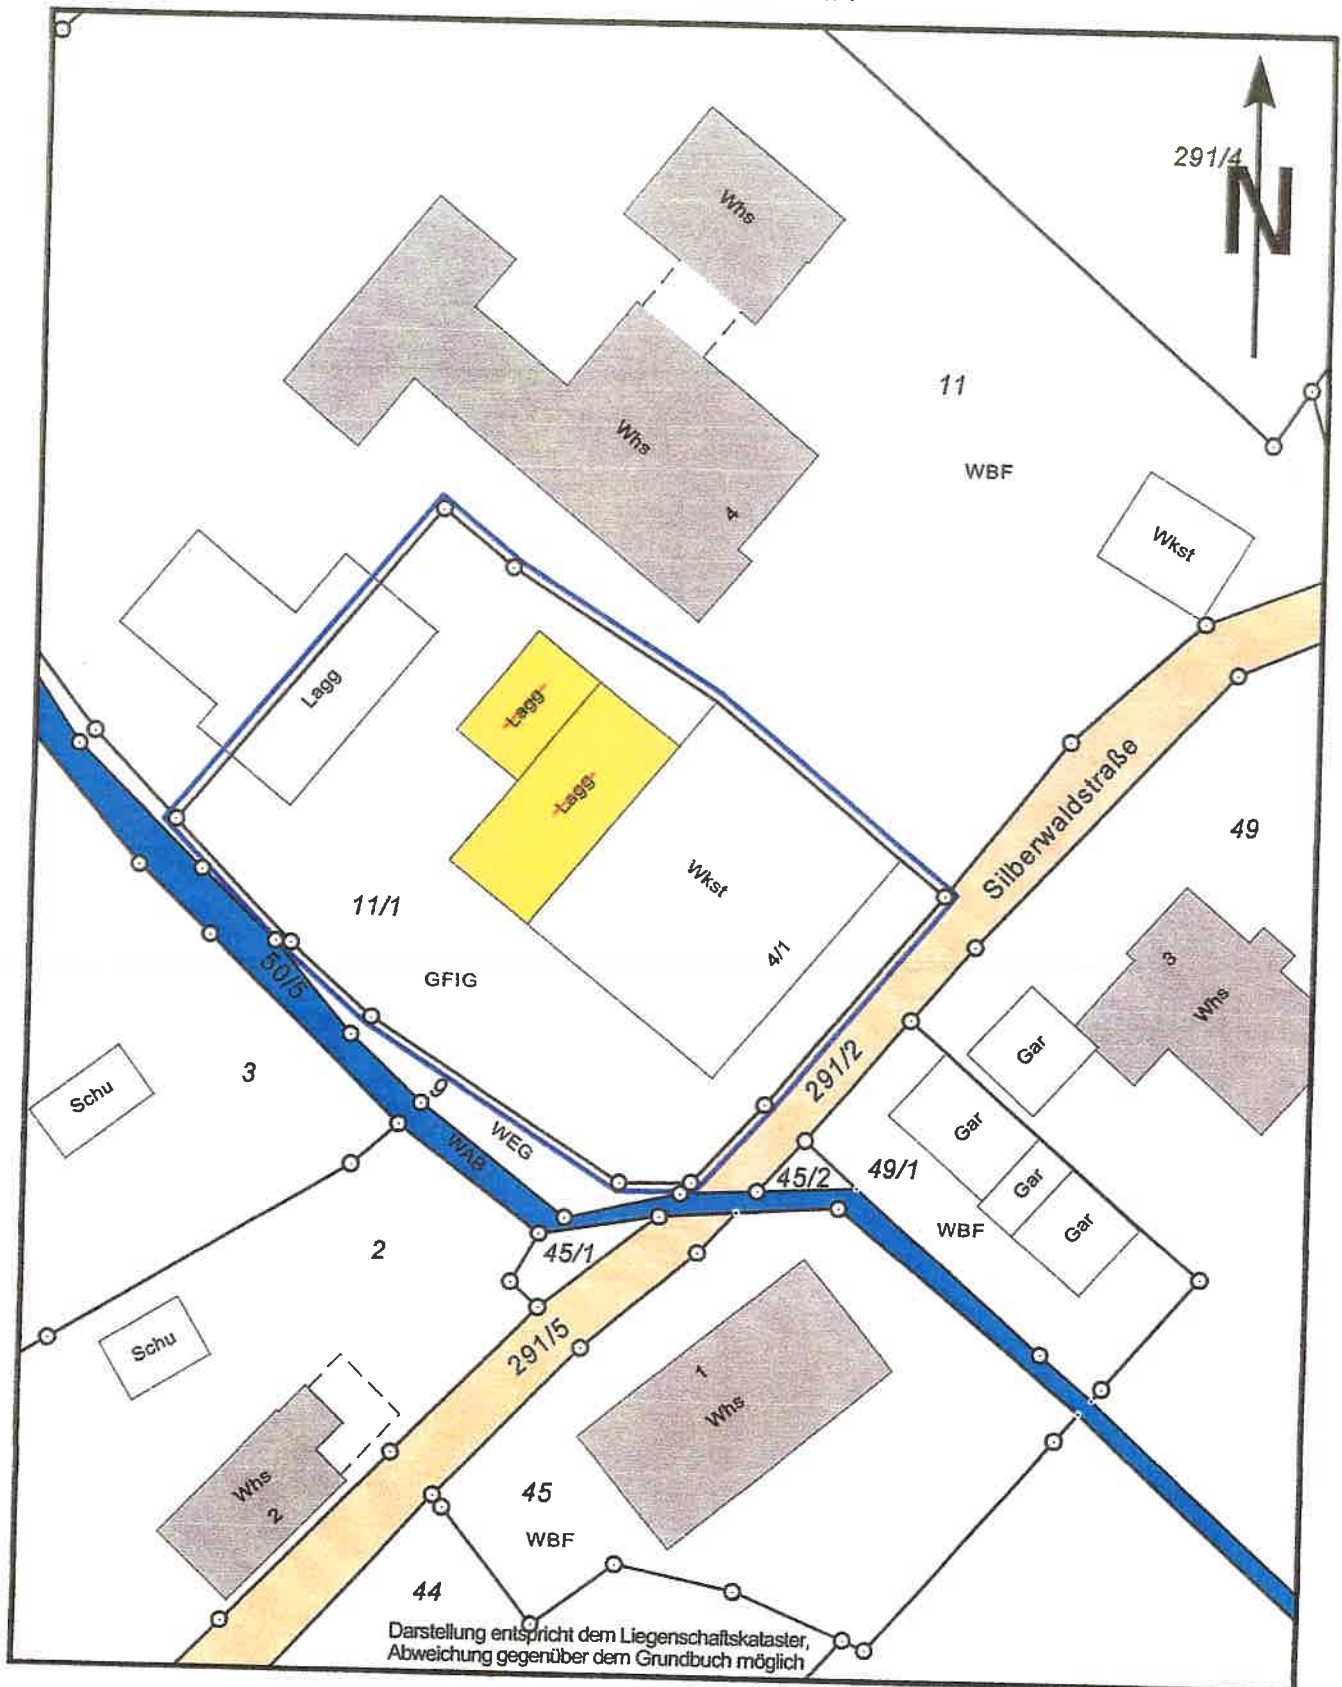 291/4
N
Whs
11
Whs
WBF
4
Wkst
Lagg
Lagg
Lagg
Silberwaldstraße
49
Wkst
11/1
4/1
3
Whs
50/5
GFIG
Gar
291/2
3
Schu
9
Gar
WEG
WAB
49/1
45/2
Gar
WBF
Gar
2
45/1
Schu
291/5
1
Whs
Whs
2
45
WBF
44
Darstellung entspricht dem Liegenschaftskataster,
Abweichung gegenüber dem Grundbuch möglich